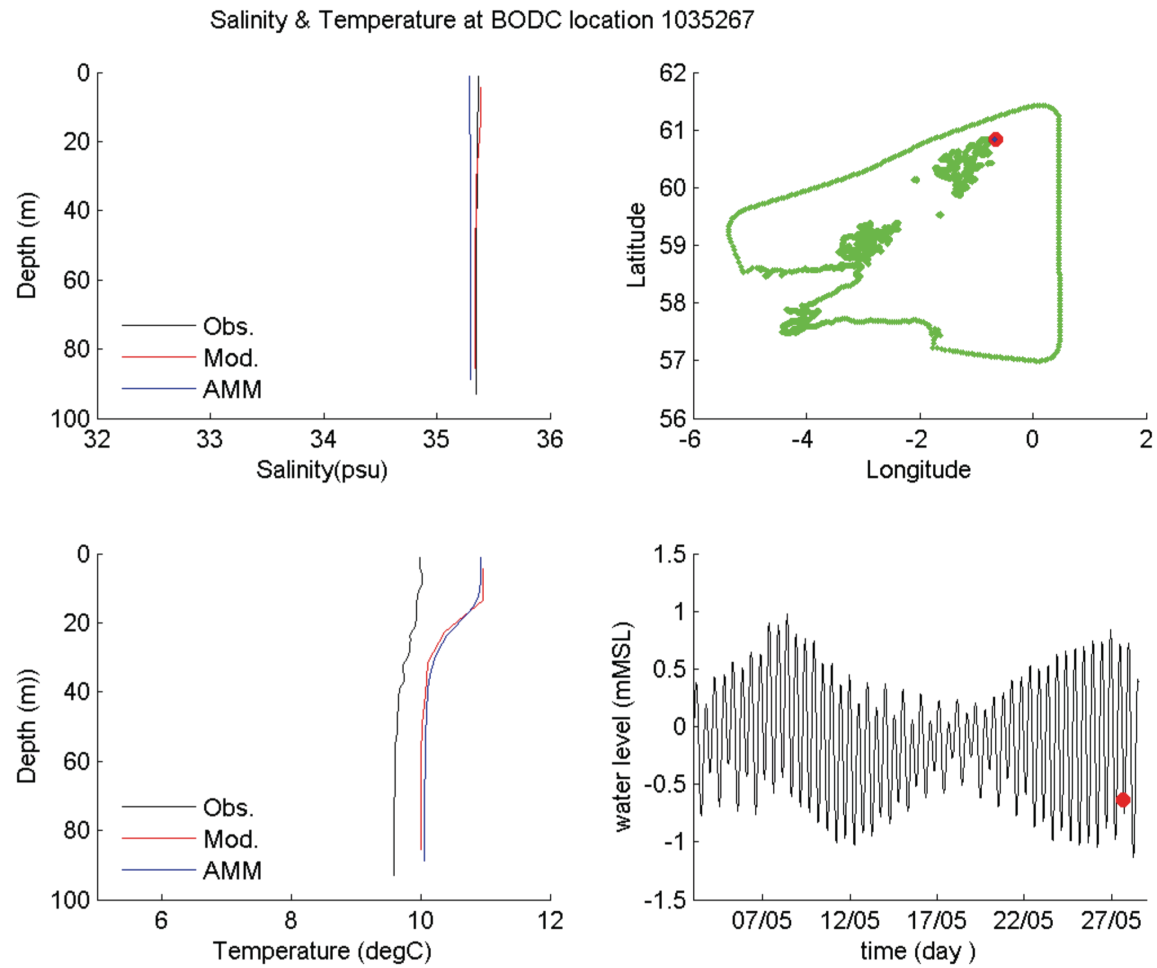 Salinity & Temperature at BODC location 1035267
0
20
40
60
80
100
Depth (m)
Obs.
Mod.
AMM
32 33 34 35 36
Salinity(psu)
62
61
60
59
58
57
56
Latitude
-6 -4 -2 0 2
Longitude
0
20
40
60
80
100
Depth (m))
Obs.
Mod.
AMM
6 8 10 12
Temperature (degC)
1.5
1
0.5
0
-0.5
-1
-1.5
water level (mMSL)
07/05 12/05 17/05 22/05 27/05
time (day )